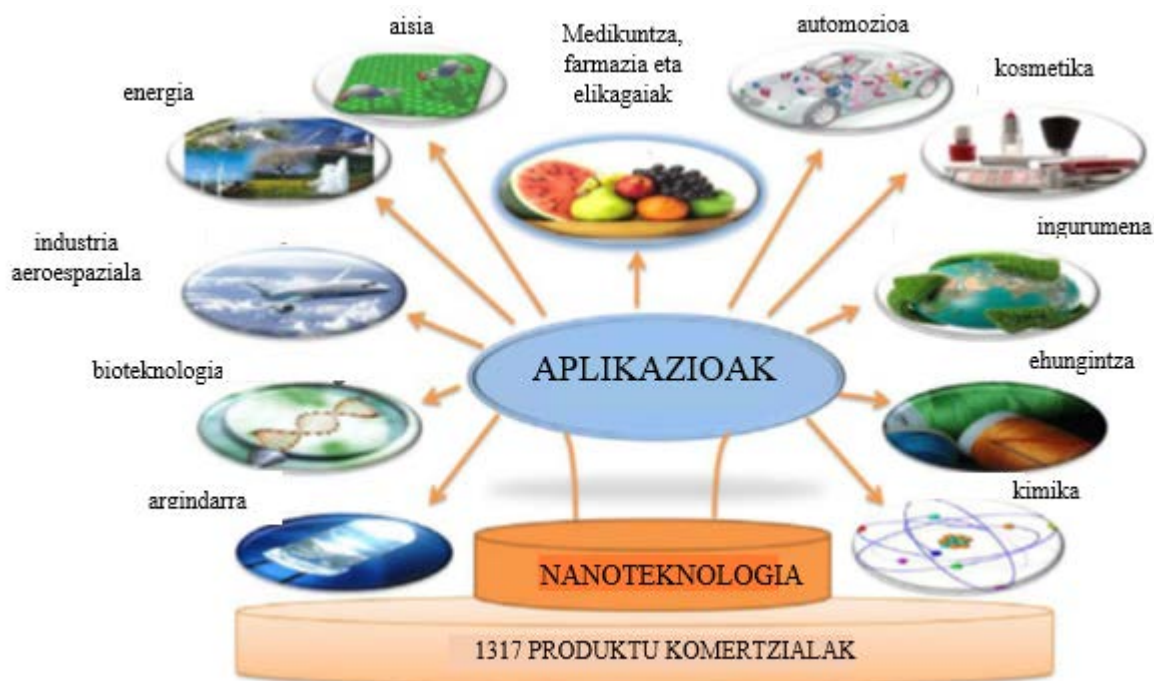 aisia
Medikuntza,
farmazia eta
elikagaiak
automozioa
kosmetika
energia
industria
aeroespaziala
ingurumena
bioteknologia
APLIKAZIOAK
ehungintza
argindarra
kimika
NANOTEKNOLOGIA
1317 PRODUKTU KOMERTZIALAK